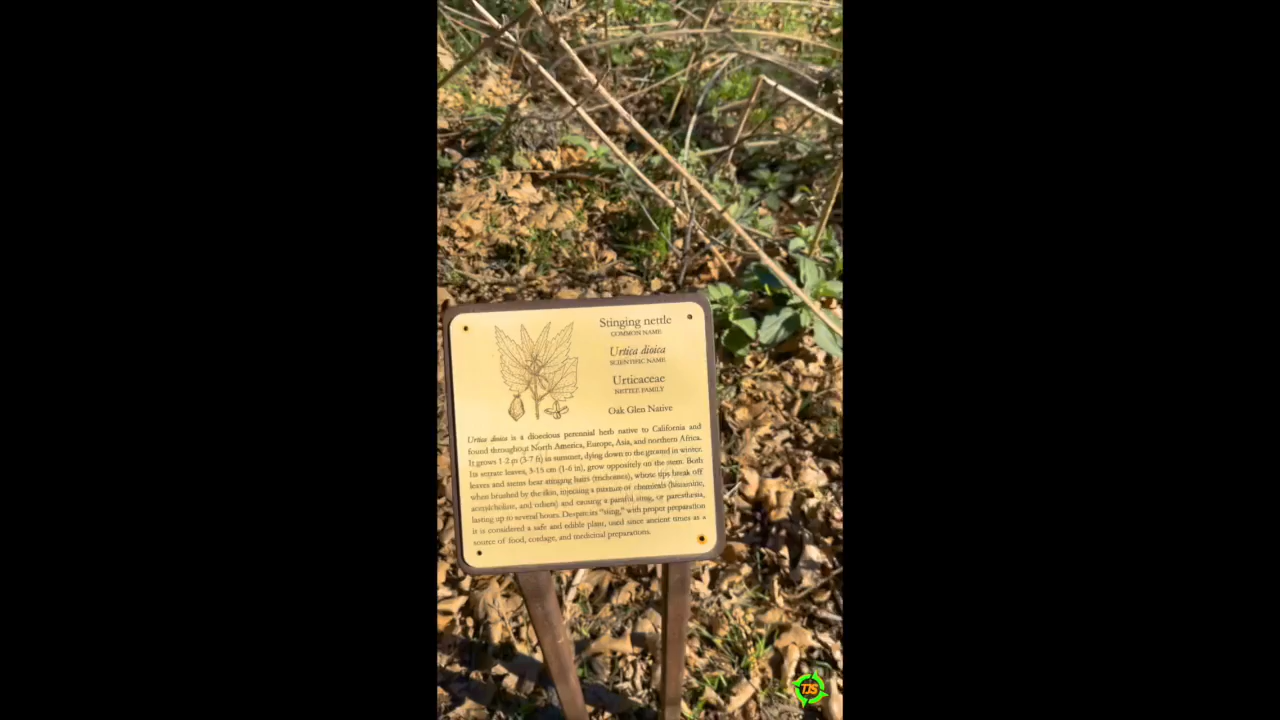 Stinging nettle
COMMON NAME
Urtica dioica
SCIENTIFIC NAME
Urticaceae
NETTLE FAMILY
Oak Glen Native
Urtica dioica is a dioecious perennial herb native to California and
found throughout North America, Europe, Asia, and northern Africa.
It grows 1-2 m (3-7 ft) in summer, dying down to the ground in winter.
Its serrate leaves, 3-15 cm (1-6 in), grow oppositely on the stem. Both
leaves and stems bear stinging hairs (trichomes), whose tips break off
when brushed by the skin, injecting a mixture of chemicals (histamine,
acetylcholine, and others) and causing a painful sting, or paresthesia,
lasting up to several hours. Despite its "sting," with proper preparation
it is considered a safe and edible plant, used since ancient times as a
source of food, cordage, and medicinal preparations.
TJS